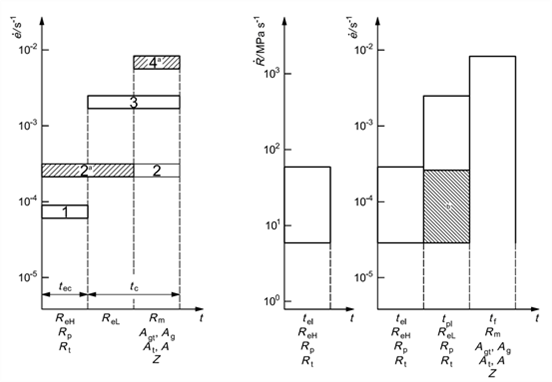 ė/s⁻¹
10⁻²
10⁻³
10⁻⁴
10⁻⁵
4ᵃ
3
2ᵃ
2
1
t_ec
t_c
R_eH
R_p
R_t
R_eL
R_m
A_gt, A_g
A_t, A
Z
t
Ṙ/MPa s⁻¹
10³
10²
10¹
10⁰
t_el
R_eH
R_p
R_t
t
ė/s⁻¹
10⁻²
10⁻³
10⁻⁴
10⁻⁵
t_el
R_eH
R_p
R_t
t_pl
R_eL
R_p
R_t
t_f
R_m
A_gt, A_g
A_t, A
Z
t